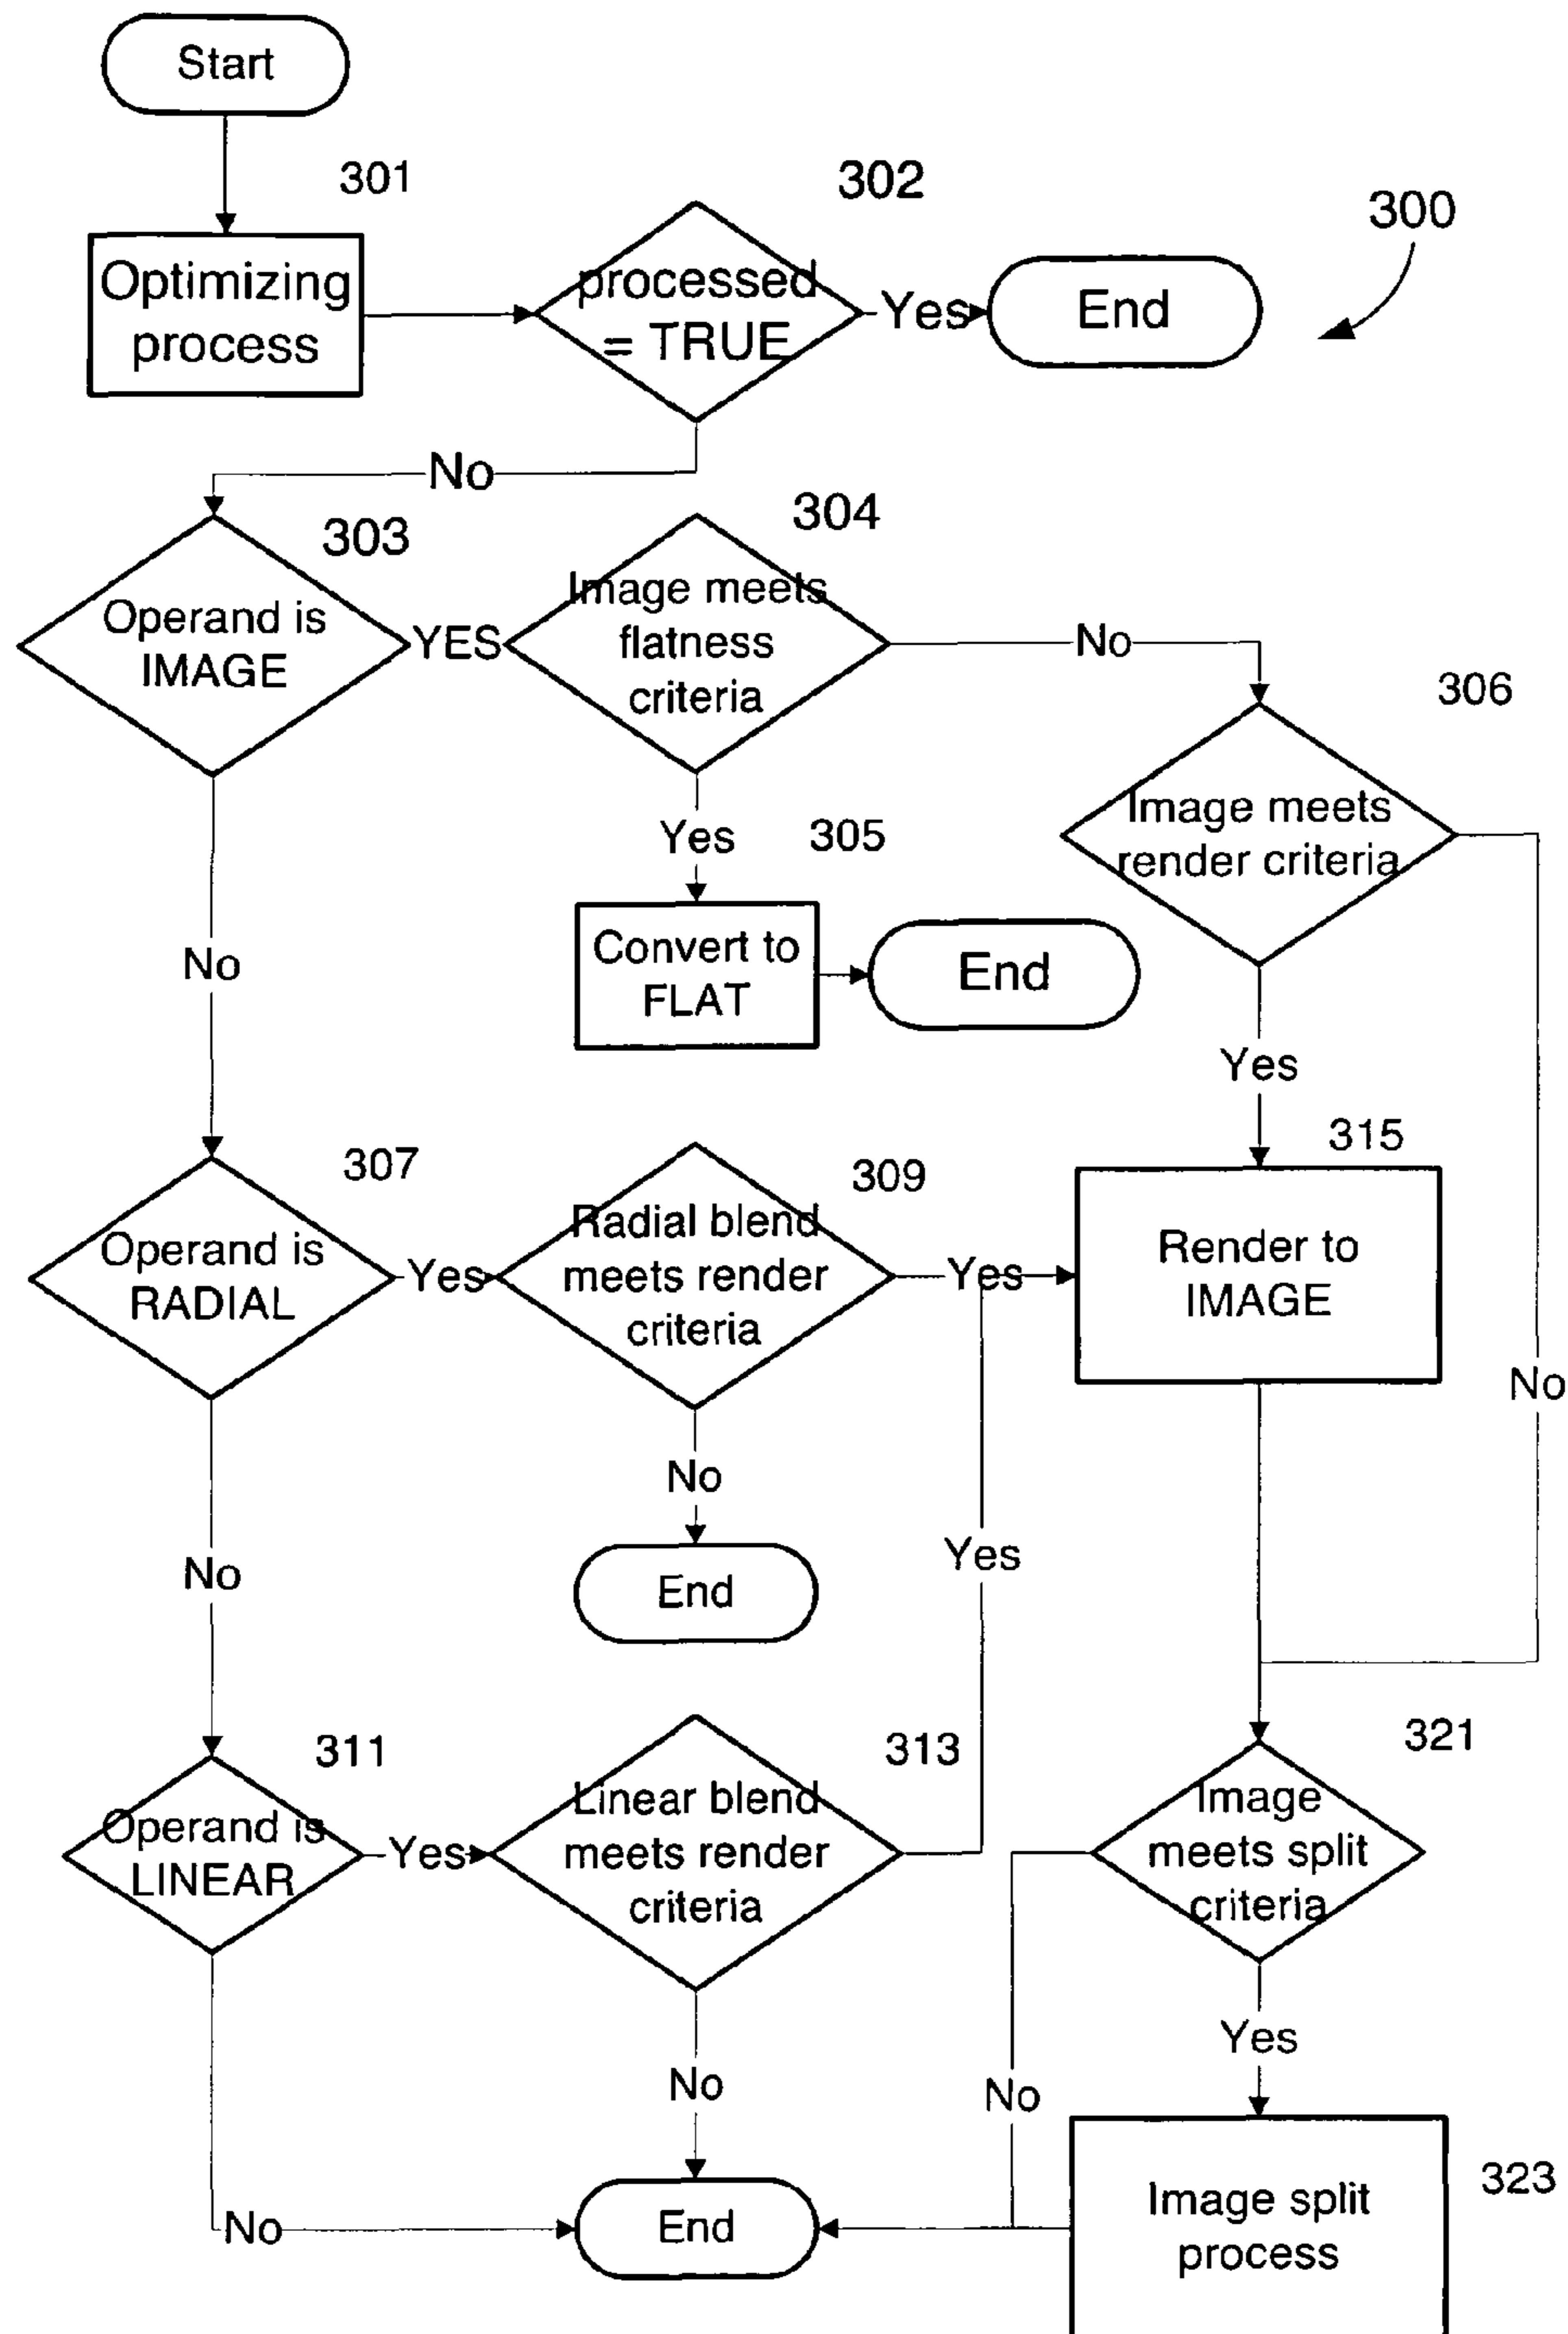 Start
301
302
300
Optimizing
process
processed
= TRUE
Yes
End
No
303
304
Operand is
IMAGE
YES
Image meets
flatness
criteria
No
306
Image meets
render criteria
Yes
305
Convert to
FLAT
End
No
Yes
No
307
309
315
Operand is
RADIAL
Yes
Radial blend
meets render
criteria
Yes
Render to
IMAGE
No
End
No
Yes
311
313
321
Operand is
LINEAR
Yes
Linear blend
meets render
criteria
Image
meets split
criteria
No
Yes
No
No
End
Image split
process
323